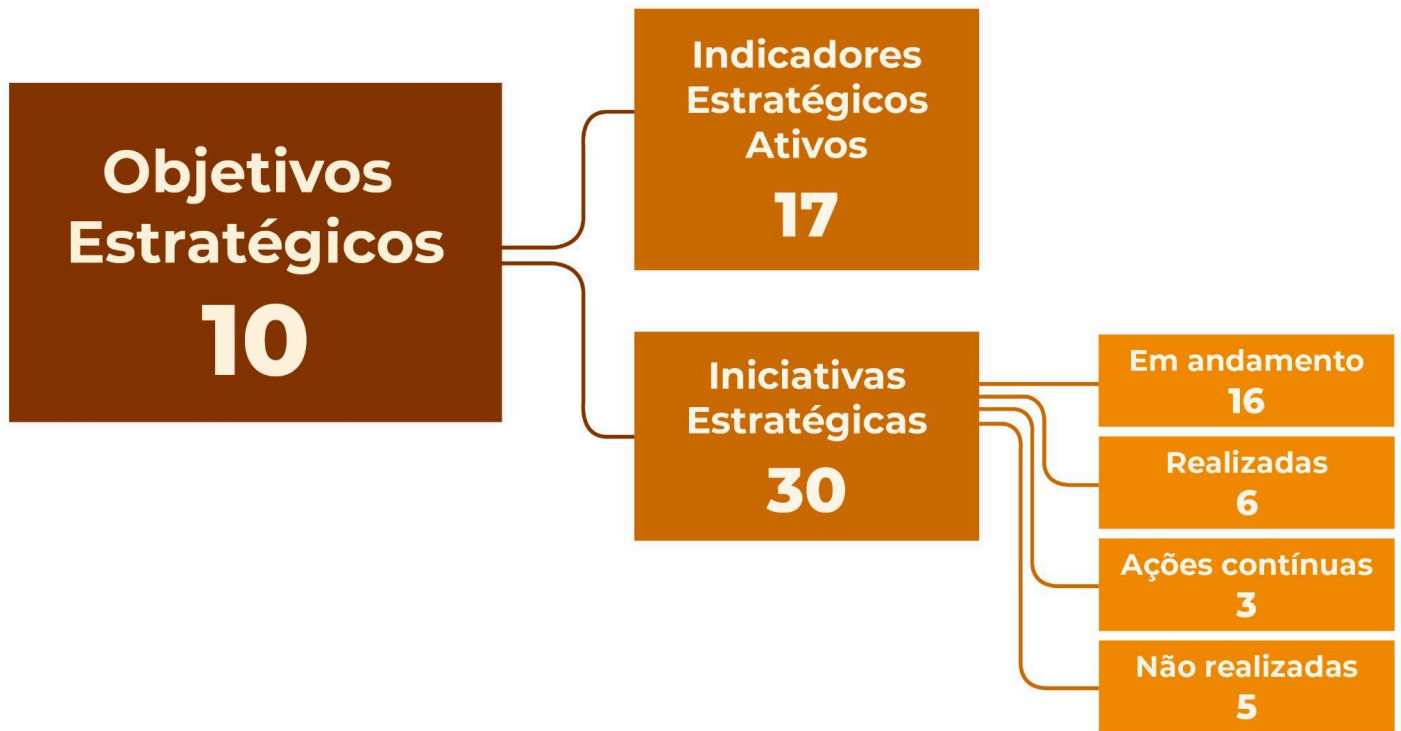 Objetivos
Estratégicos
10
Indicadores
Estratégicos
Ativos
17
Iniciativas
Estratégicas
30
Em andamento
16
Realizadas
6
Ações contínuas
3
Não realizadas
5